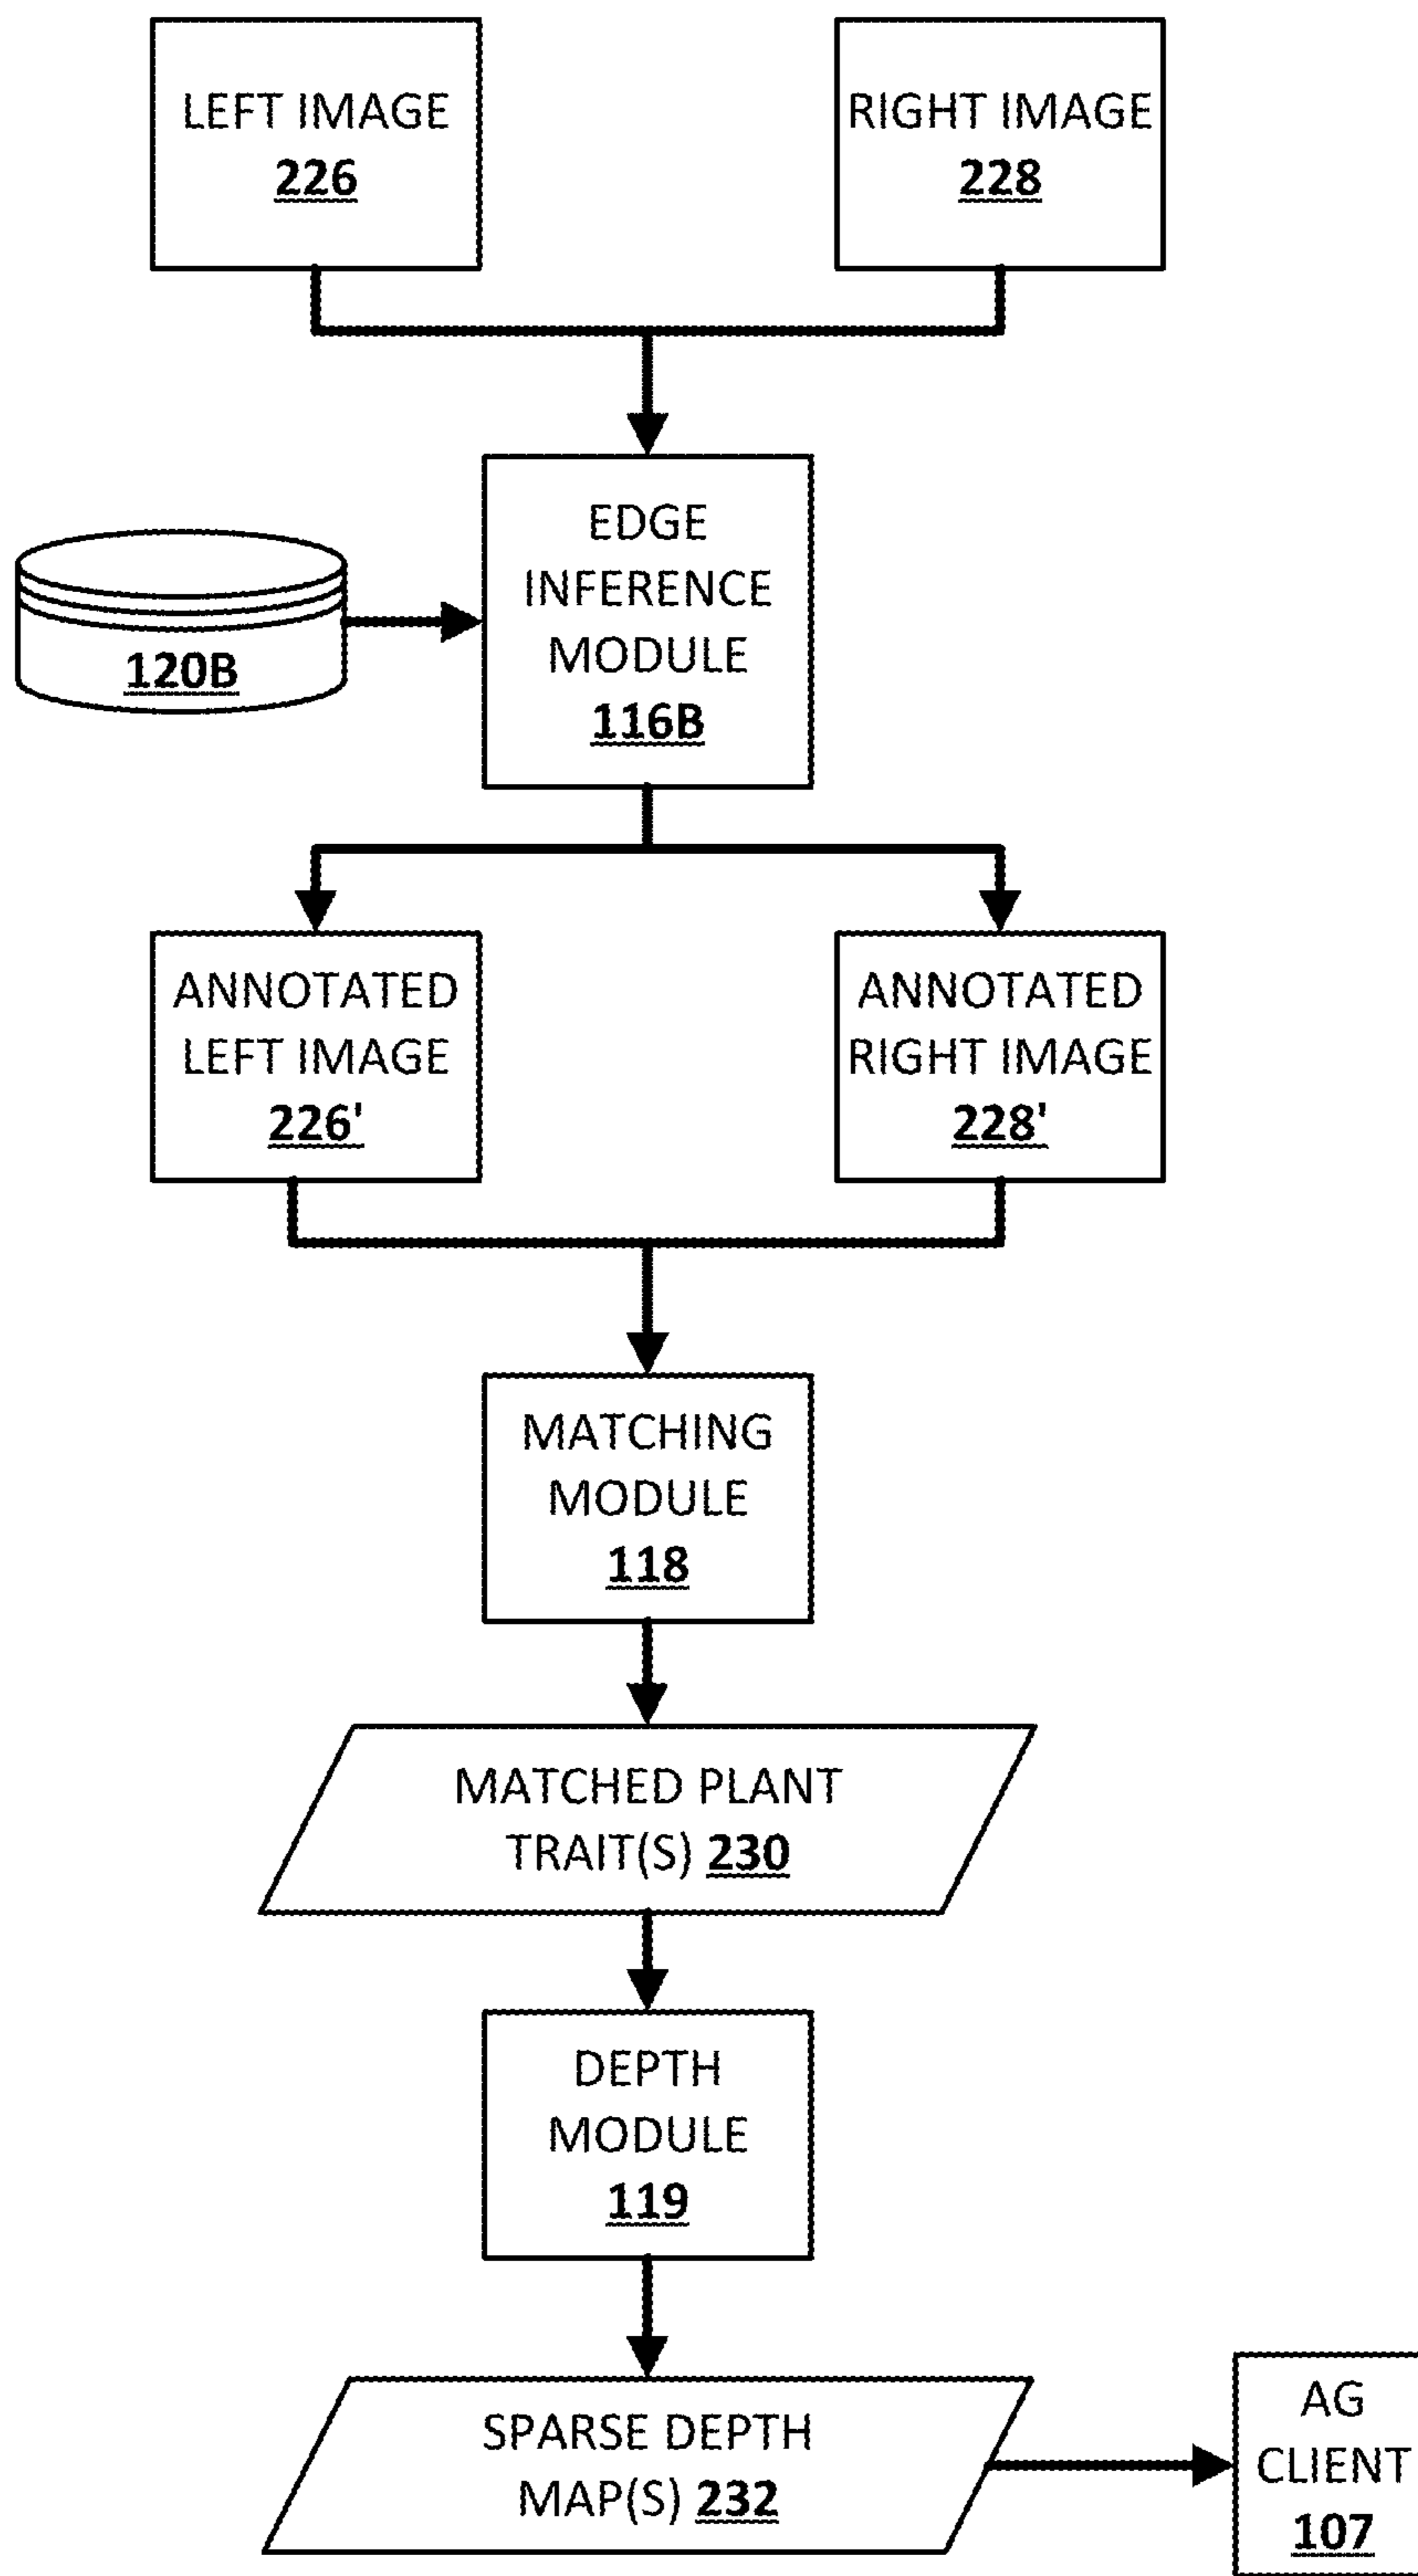 LEFT IMAGE
226
RIGHT IMAGE
228
EDGE
INFERENCE
MODULE
116B
120B
ANNOTATED
LEFT IMAGE
226'
ANNOTATED
RIGHT IMAGE
228'
MATCHING
MODULE
118
MATCHED PLANT
TRAIT(S) 230
DEPTH
MODULE
119
SPARSE DEPTH
MAP(S) 232
AG
CLIENT
107